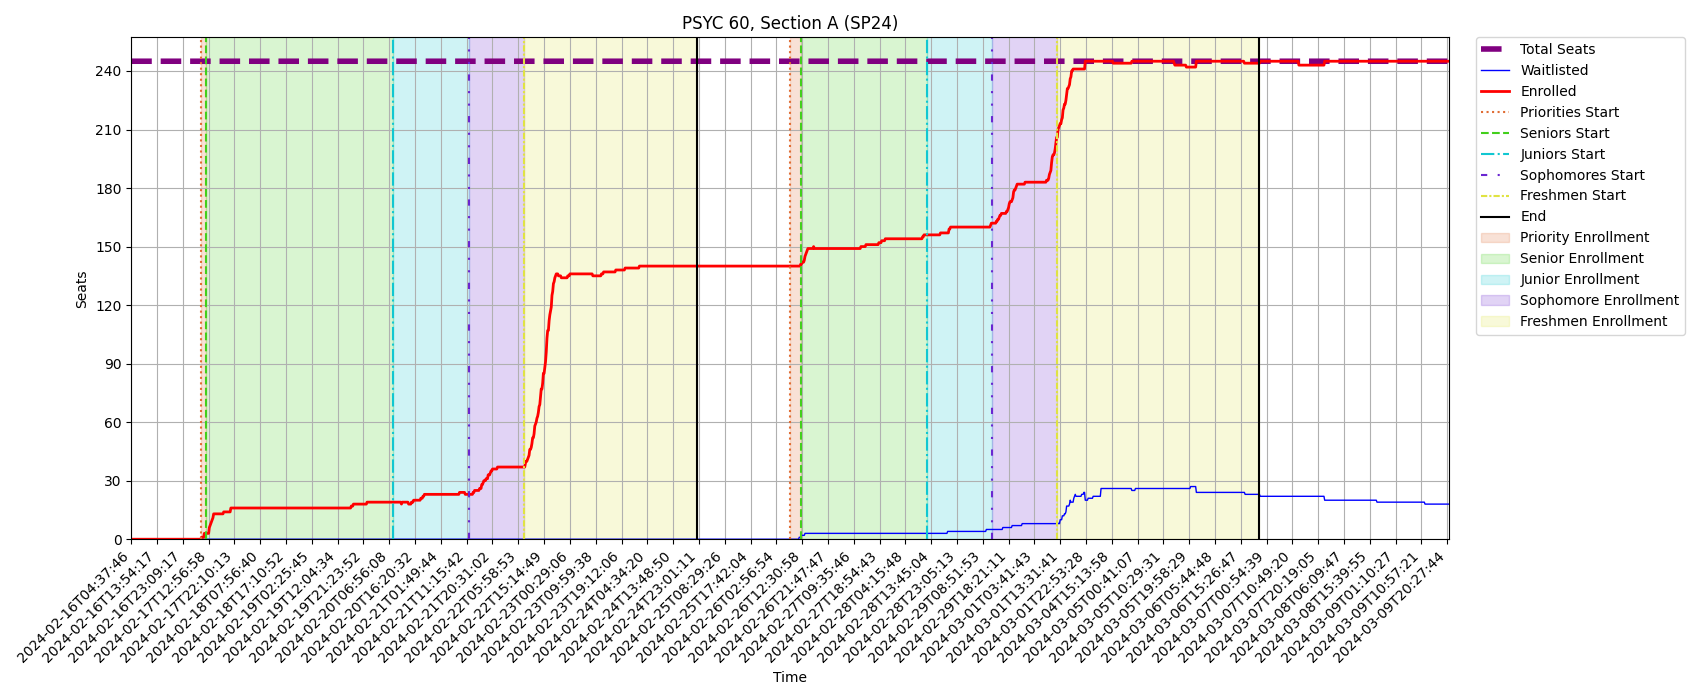 PSYC 60, Section A (SP24)
Seats
240
210
180
150
120
90
60
30
0
2024-02-16T04:37:46
2024-02-16T13:54:17
2024-02-16T23:09:17
2024-02-17T12:56:58
2024-02-17T22:10:13
2024-02-18T07:56:40
2024-02-18T17:10:52
2024-02-19T02:25:45
2024-02-19T12:04:34
2024-02-19T21:23:52
2024-02-20T06:56:08
2024-02-20T16:20:32
2024-02-21T01:49:44
2024-02-21T11:15:42
2024-02-21T20:31:02
2024-02-22T05:58:53
2024-02-22T15:14:49
2024-02-23T00:29:06
2024-02-23T09:59:38
2024-02-23T19:12:06
2024-02-24T04:34:20
2024-02-24T13:48:50
2024-02-24T23:01:11
2024-02-25T08:29:26
2024-02-25T17:42:04
2024-02-26T02:56:54
2024-02-26T12:30:58
2024-02-26T21:47:47
2024-02-27T09:35:46
2024-02-27T18:54:43
2024-02-28T04:15:48
2024-02-28T13:45:04
2024-02-28T23:05:13
2024-02-29T08:51:53
2024-02-29T18:21:11
2024-03-01T03:41:43
2024-03-01T13:31:41
2024-03-01T22:53:28
2024-03-04T15:13:58
2024-03-05T00:41:07
2024-03-05T10:29:31
2024-03-05T19:58:29
2024-03-06T05:44:48
2024-03-06T15:26:47
2024-03-07T00:54:39
2024-03-07T10:49:20
2024-03-07T20:19:05
2024-03-08T06:09:47
2024-03-08T15:39:55
2024-03-09T01:10:27
2024-03-09T10:57:21
2024-03-09T20:27:44
Time
Total Seats
Waitlisted
Enrolled
Priorities Start
Seniors Start
Juniors Start
Sophomores Start
Freshmen Start
End
Priority Enrollment
Senior Enrollment
Junior Enrollment
Sophomore Enrollment
Freshmen Enrollment